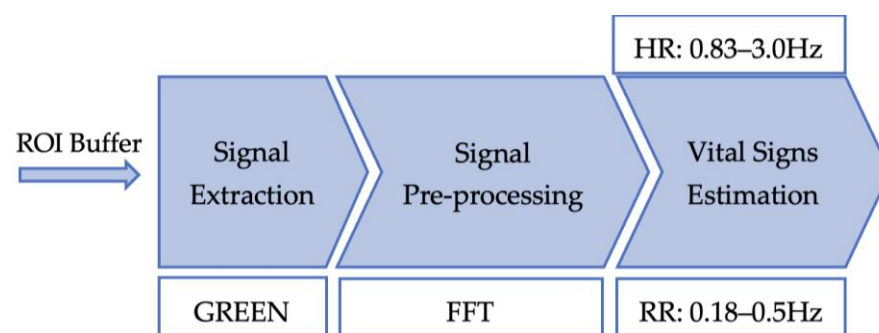 HR: 0.83–3.0Hz
ROI Buffer
Signal
Extraction
Signal
Pre-processing
Vital Signs
Estimation
GREEN
FFT
RR: 0.18–0.5Hz